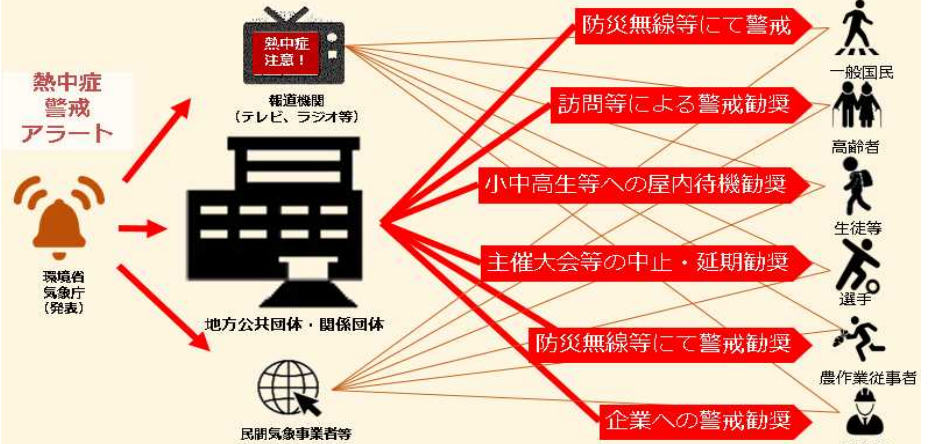 熱中症
警戒
アラート
環境省
気象庁
(発表)
熱中症
注意！
報道機関
(テレビ、ラジオ等)
地方公共団体・関係団体
民間気象事業者等
防災無線等にて警戒
訪問等による警戒勧奨
小中高生等への屋内待機勧奨
主催大会等の中止・延期勧奨
防災無線等にて警戒勧奨
企業への警戒勧奨
一般国民
高齢者
生徒等
選手
農作業従事者